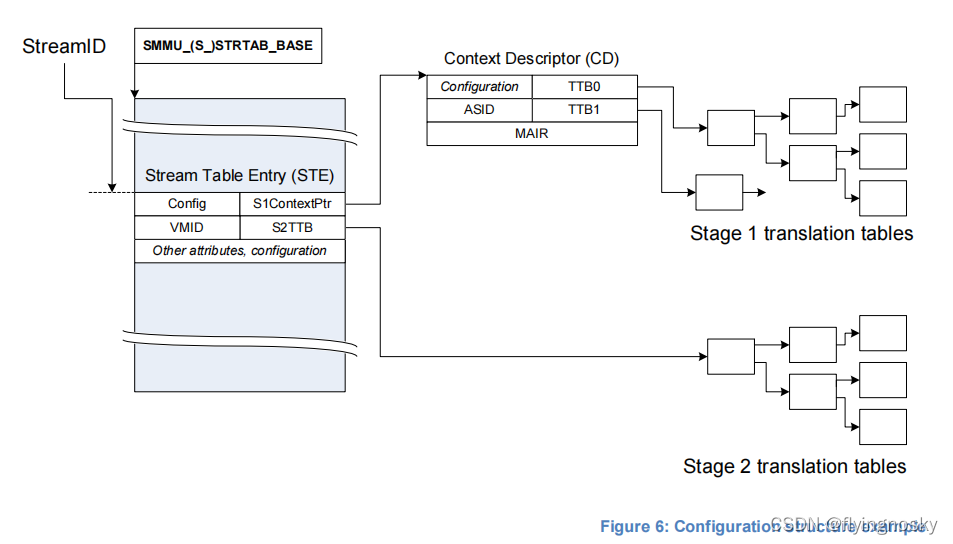 StreamID
SMMU_(S_)STRTAB_BASE
Context Descriptor (CD)
Configuration TTB0
ASID TTB1
MAIR
Stream Table Entry (STE)
Config S1ContextPtr
VMID S2TTB
Other attributes, configuration
Stage 1 translation tables
Stage 2 translation tables
Figure 6: Configuration structure example
CSDN @flyingnosky